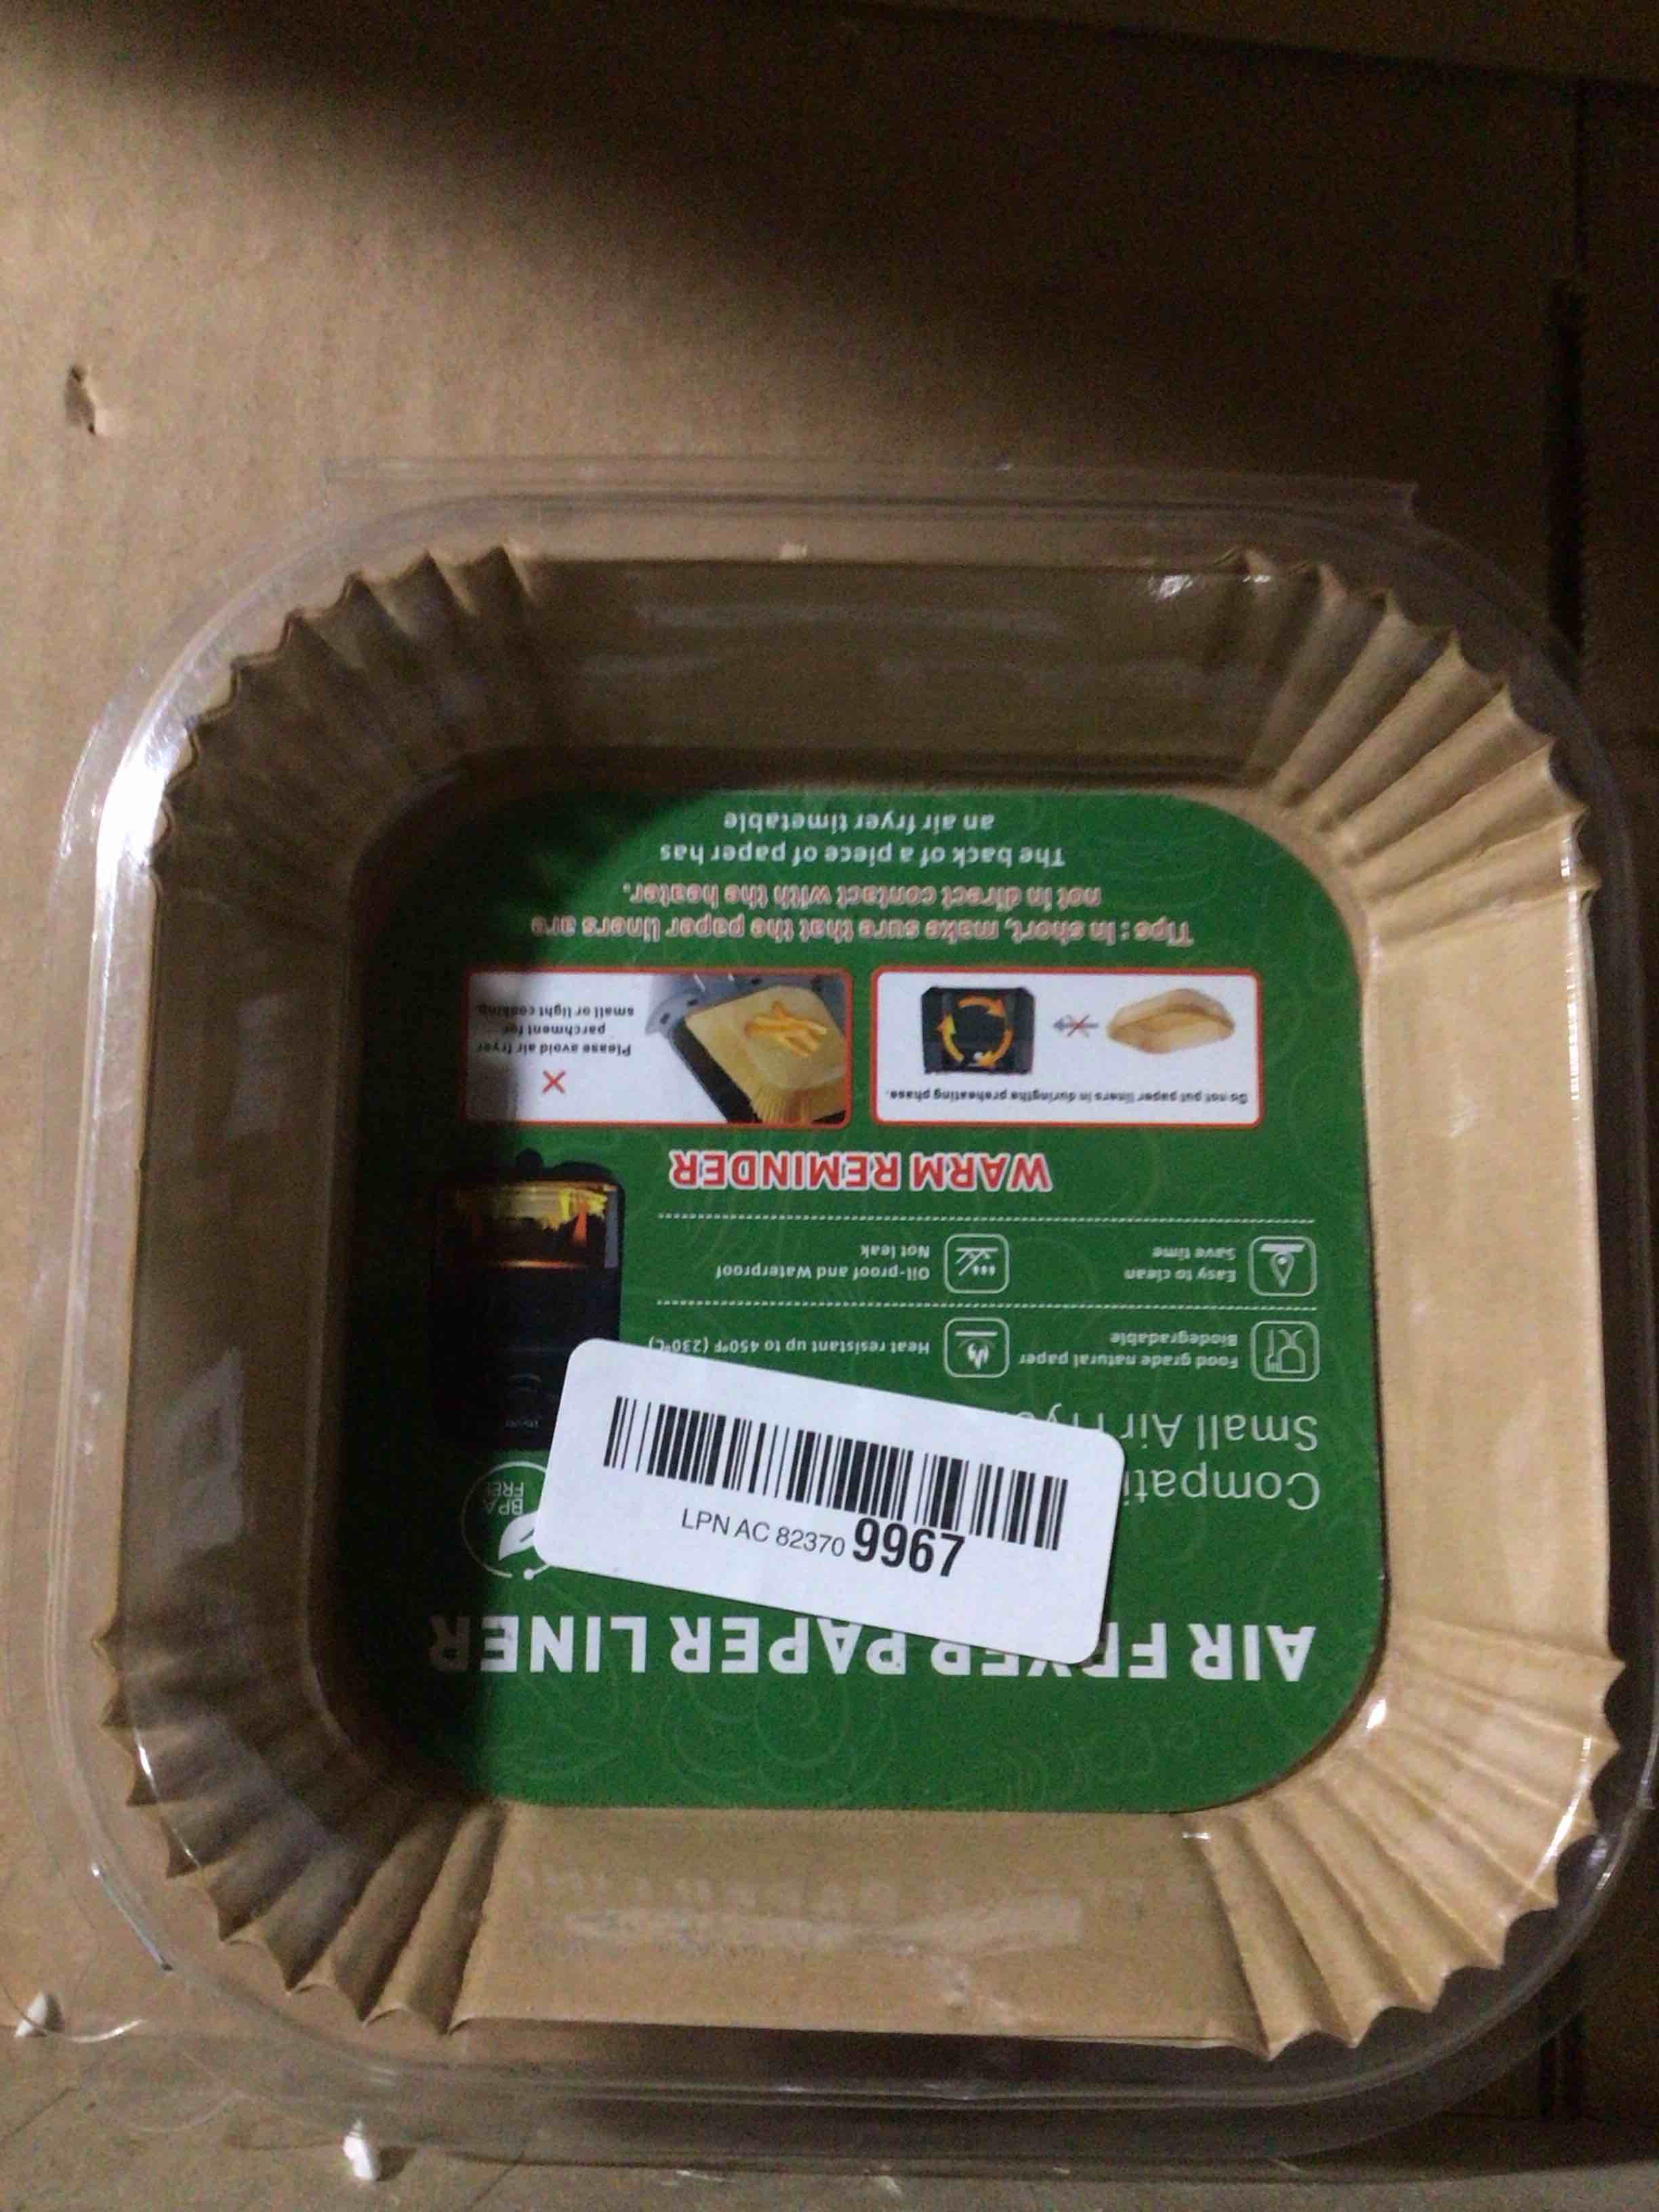 AIR FRYER PAPER LINER
BPA
FREE
LPN AC 82370 9967
Small Air
Food grade natural paper
Biodegradable
Heat resistant up to 450°F (230°C)
Easy to clean
Save time
Oil-proof and Waterproof
Not leak
WARM REMINDER
Do not put paper liners in duringthe preheating phase.
Please avoid air fryer
parchment for
small or light cooking.
Tips: In short, make sure that the paper liners are
not in direct contact with the heater.
The back of a piece of paper has
an air fryer timetable